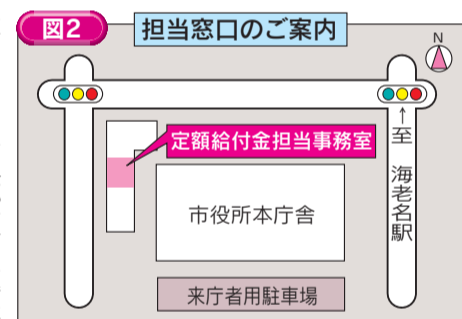 図2
担当窓口のご案内
N
定額給付金担当事務室
↑至 海老名駅
市役所本庁舎
来庁者用駐車場